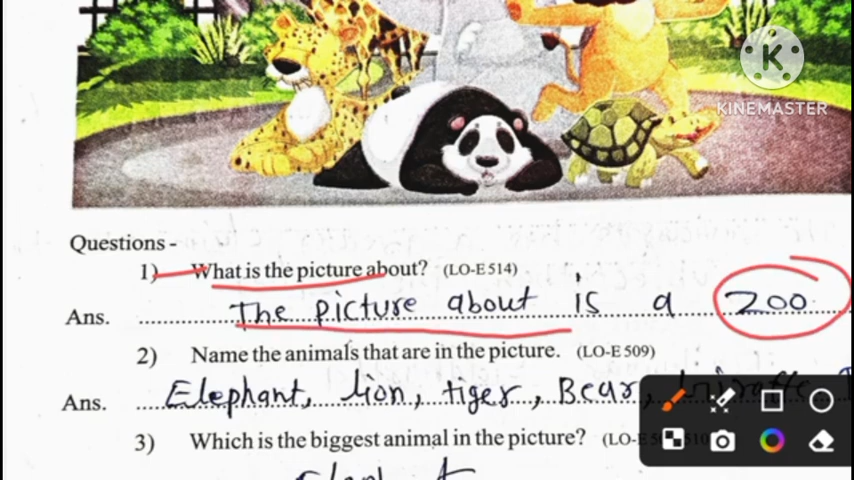 KINEMASTER
Questions -
1) What is the picture about? (LO-E514)
Ans. The picture about is a zoo.
2) Name the animals that are in the picture. (LO-E 509)
Ans. Elephant, lion, tiger, Bear,
3) Which is the biggest animal in the picture?